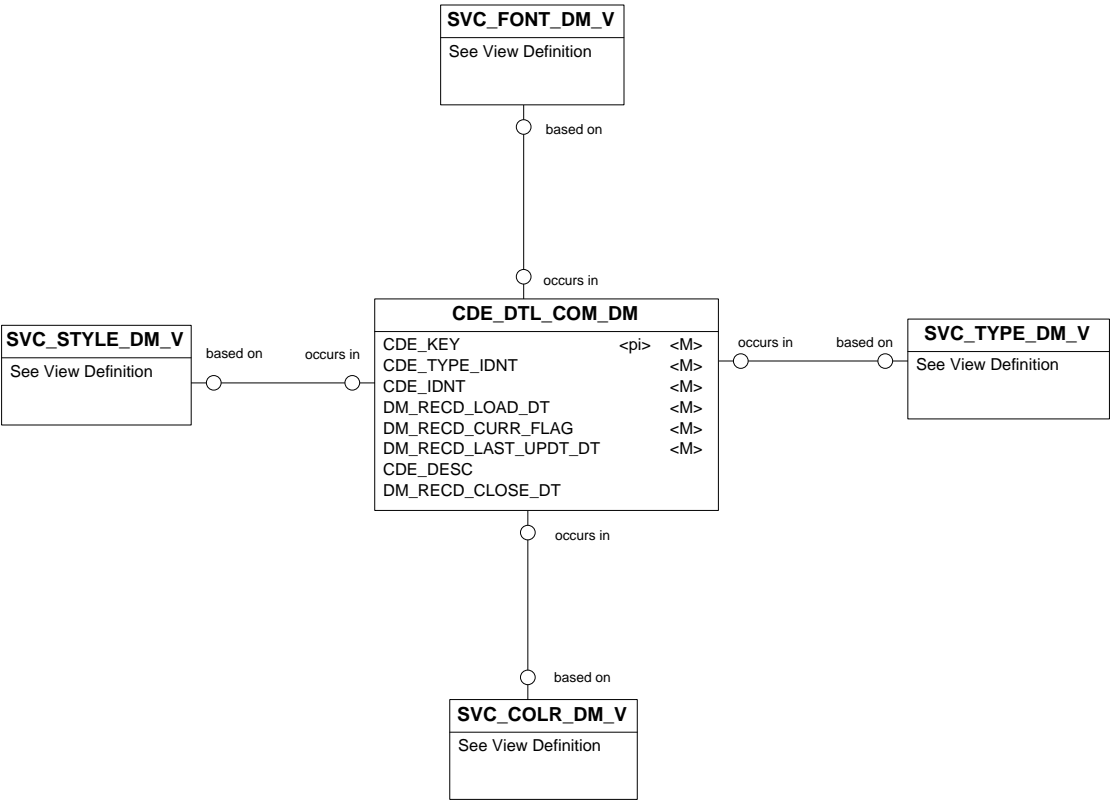 SVC_FONT_DM_V
See View Definition
based on
occurs in
CDE_DTL_COM_DM
CDE_KEY <pi> <M>
CDE_TYPE_IDNT <M>
CDE_IDNT <M>
DM_RECD_LOAD_DT <M>
DM_RECD_CURR_FLAG <M>
DM_RECD_LAST_UPDT_DT <M>
CDE_DESC
DM_RECD_CLOSE_DT
SVC_STYLE_DM_V
See View Definition
based on occurs in
occurs in based on
SVC_TYPE_DM_V
See View Definition
occurs in
based on
SVC_COLR_DM_V
See View Definition